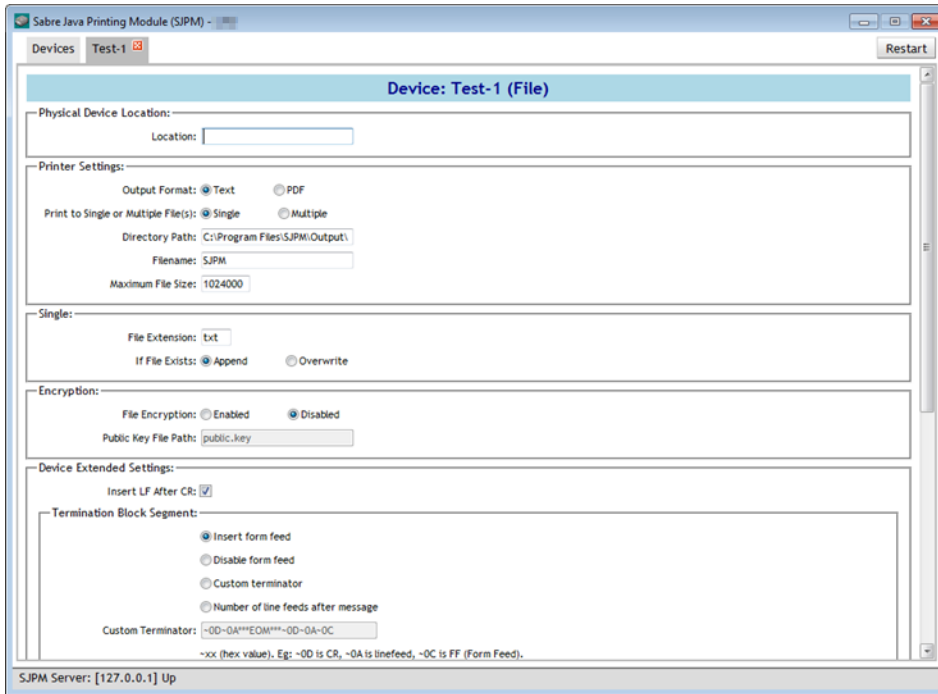 Sabre Java Printing Module (SJPM) -
Devices Test-1 Restart
Device: Test-1 (File)
Physical Device Location:
Location:
Printer Settings:
Output Format: Text PDF
Print to Single or Multiple File(s): Single Multiple
Directory Path: C:\Program Files\SJPM\Output\
Filename: SJPM
Maximum File Size: 1024000
Single:
File Extension: txt
If File Exists: Append Overwrite
Encryption:
File Encryption: Enabled Disabled
Public Key File Path: public.key
Device Extended Settings:
Insert LF After CR:
Termination Block Segment:
Insert form feed
Disable form feed
Custom terminator
Number of line feeds after message
Custom Terminator: ~0D~0A***EOM***~0D~0A~0C
~xx (hex value). Eg: ~0D is CR, ~0A is linefeed, ~0C is FF (Form Feed).
SJPM Server: [127.0.0.1] Up